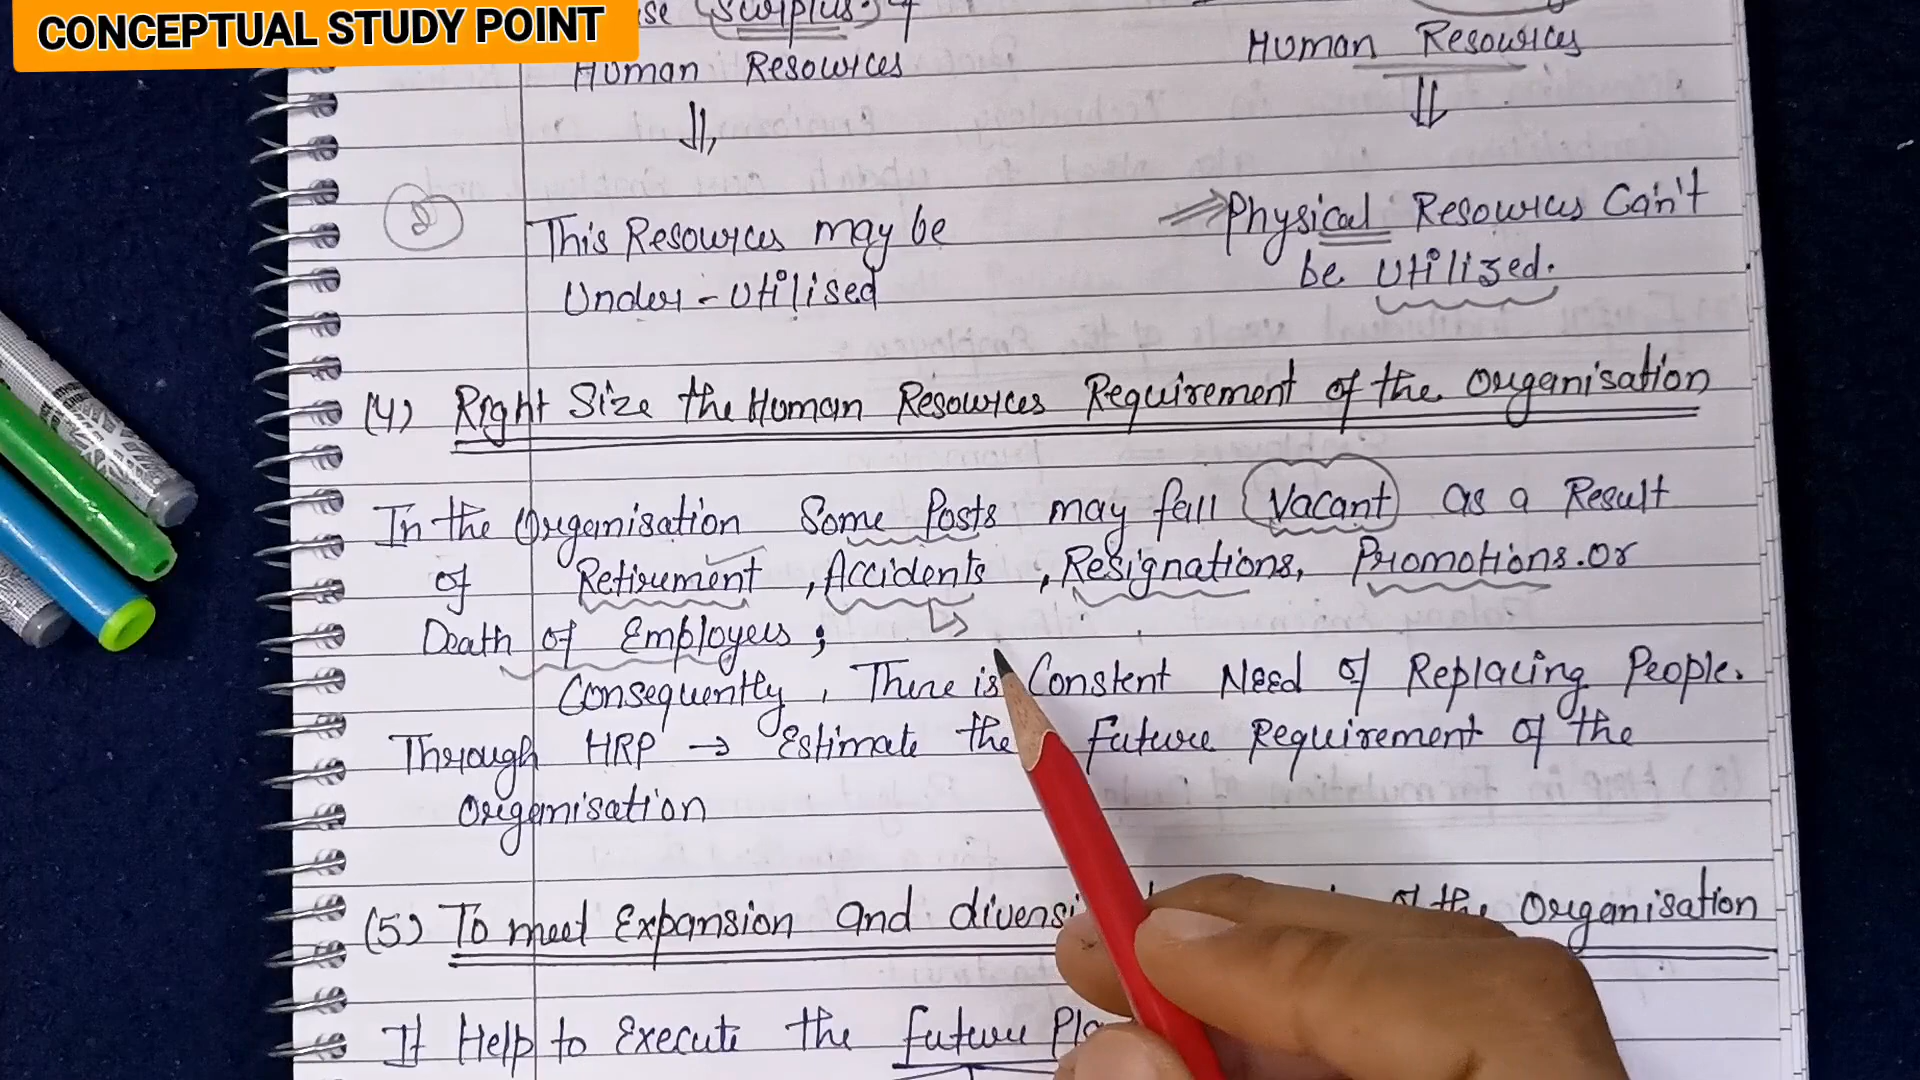 CONCEPTUAL STUDY POINT
Surplus
Human Resources
Human Resources
2
This Resources may be
Under-Utilised
Physical Resources Can't
be Utilized.
(4) Right Size the Human Resources Requirement of the Organisation
In the Organisation Some Posts may fall Vacant as a Result
of Retirement, Accidents, Resignations, Promotions. Or
Death of Employees;
Consequently, There is Constent Need of Replacing People.
Through HRP → Estimate the Future Requirement of the
Organisation
(5) To meet Expansion and of the Organisation
It Help to Execute the Future